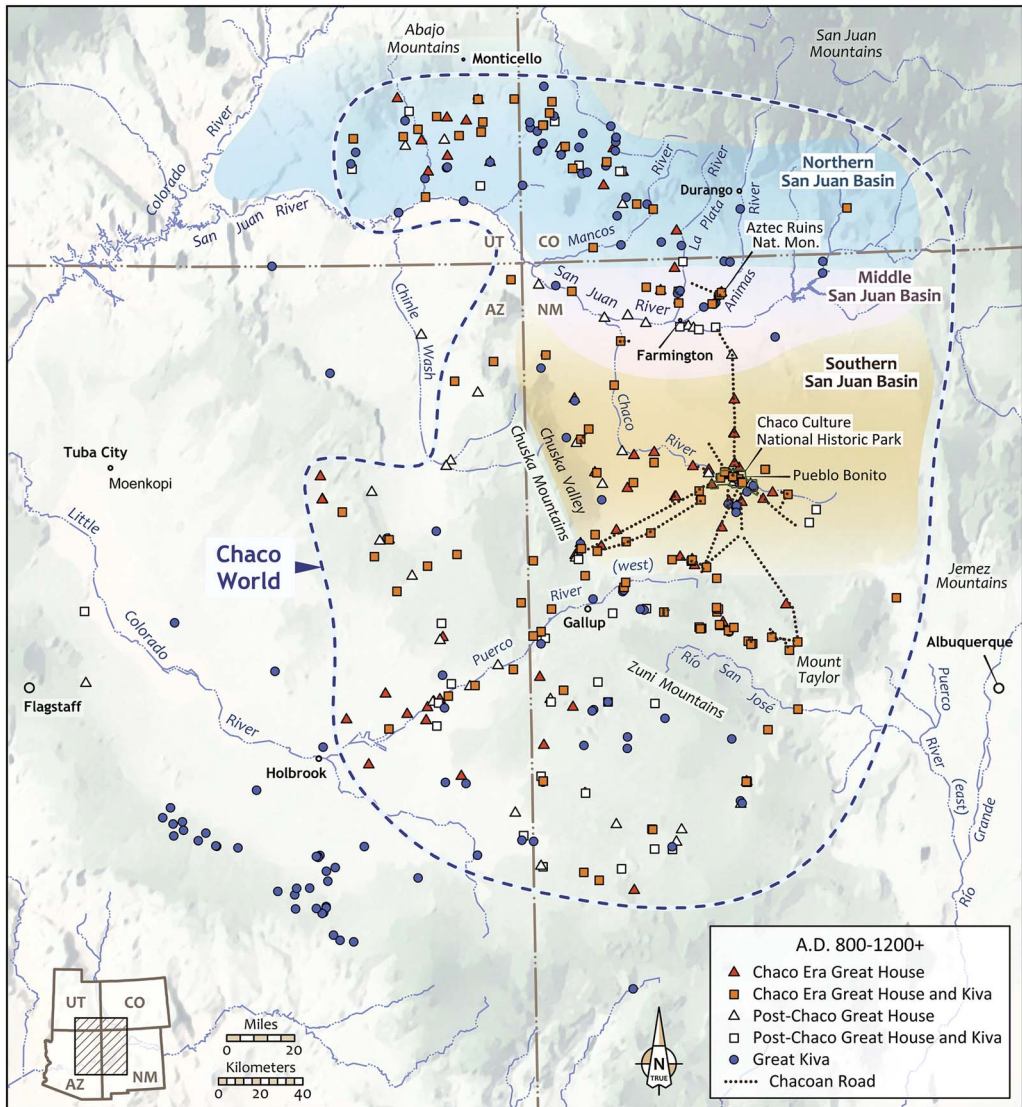 Abajo
Mountains
Monticello
San Juan
Mountains
Colorado
River
San Juan River
Northern
San Juan Basin
Durango
River
La Plata
River
River
Mancos
Aztec Ruins
Nat. Mon.
UT
CO
AZ
NM
San Juan River
Animas
Middle
San Juan Basin
Chinle
Wash
Farmington
Southern
San Juan Basin
Chaco
River
Chaco Culture
National Historic Park
Pueblo Bonito
Chuska Mountains
Chuska Valley
Tuba City
Moenkopi
Little
Colorado
River
Chaco
World
(west)
River
Puerco
Gallup
Jemez
Mountains
Albuquerque
Mount
Taylor
Zuni Mountains
Río
San
José
Flagstaff
Holbrook
Puerco
River
(east)
Río
Grande
A.D. 800-1200+
Chaco Era Great House
Chaco Era Great House and Kiva
Post-Chaco Great House
Post-Chaco Great House and Kiva
Great Kiva
Chacoan Road
UT
CO
AZ
NM
Miles
0
20
Kilometers
0
20
40
N
TRUE